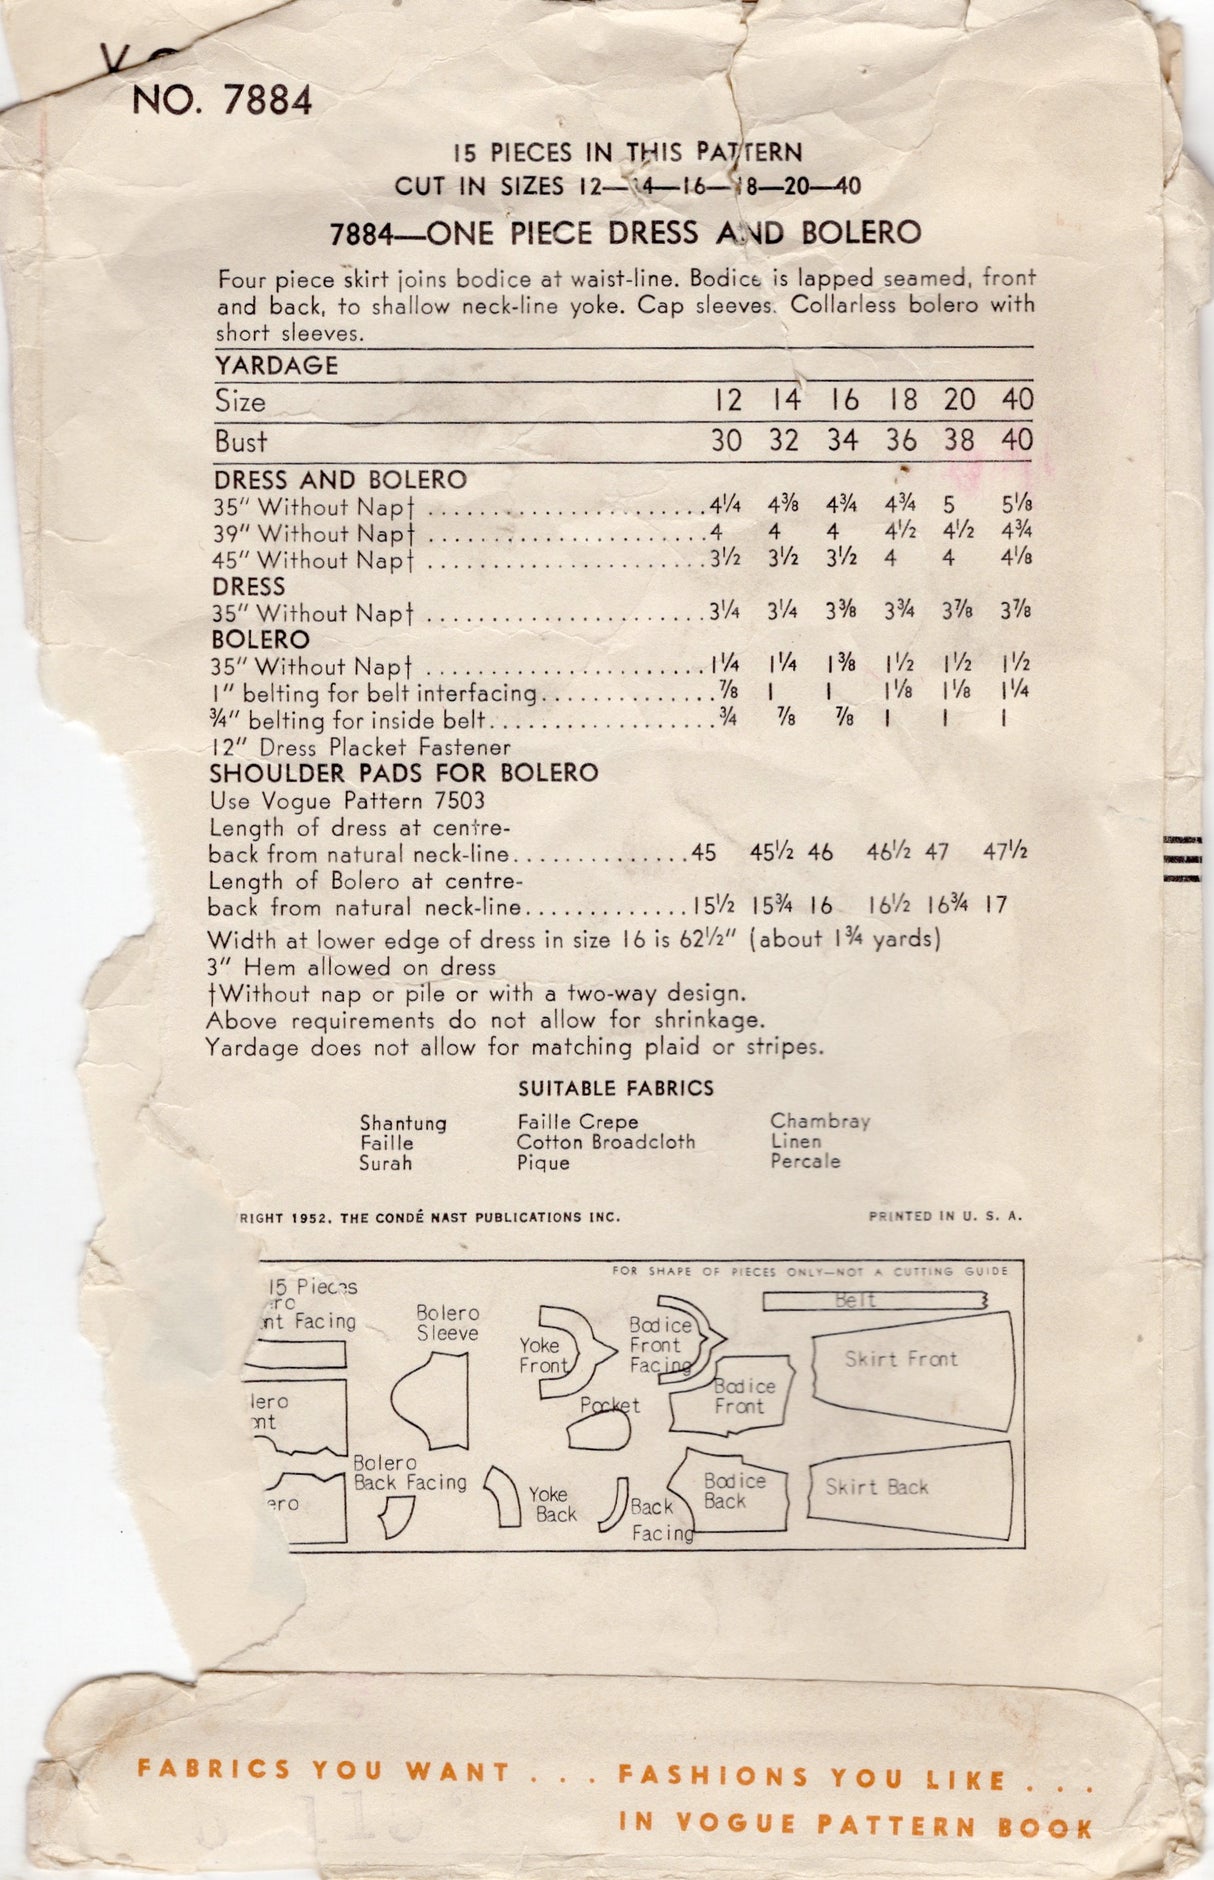 NO. 7884
15 PIECES IN THIS PATTERN
CUT IN SIZES 12—14—16—18—20—40
7884—ONE PIECE DRESS AND BOLERO
Four piece skirt joins bodice at waist-line. Bodice is lapped seamed, front
and back, to shallow neck-line yoke. Cap sleeves. Collarless bolero with
short sleeves.
YARDAGE
Size 12 14 16 18 20 40
Bust 30 32 34 36 38 40
DRESS AND BOLERO
35" Without Nap† ........................ 4¼ 4⅜ 4¾ 4¾ 5 5⅛
39" Without Nap† ........................ 4 4 4 4½ 4½ 4¾
45" Without Nap† ........................ 3½ 3½ 3½ 4 4 4⅛
DRESS
35" Without Nap† ........................ 3¼ 3¼ 3⅜ 3¾ 3⅞ 3⅞
BOLERO
35" Without Nap† ........................ 1¼ 1¼ 1⅜ 1½ 1½ 1½
1" belting for belt interfacing............... ⅞ 1 1 1⅛ 1⅛ 1¼
¾" belting for inside belt................... ¾ ⅞ ⅞ 1 1 1
12" Dress Placket Fastener
SHOULDER PADS FOR BOLERO
Use Vogue Pattern 7503
Length of dress at centre-
back from natural neck-line.............. 45 45½ 46 46½ 47 47½
Length of Bolero at centre-
back from natural neck-line............. 15½ 15¾ 16 16½ 16¾ 17
Width at lower edge of dress in size 16 is 62½" (about 1¾ yards)
3" Hem allowed on dress
†Without nap or pile or with a two-way design.
Above requirements do not allow for shrinkage.
Yardage does not allow for matching plaid or stripes.
SUITABLE FABRICS
Shantung Faille Crepe Chambray
Faille Cotton Broadcloth Linen
Surah Pique Percale
RIGHT 1952. THE CONDÉ NAST PUBLICATIONS INC. PRINTED IN U. S. A.
FOR SHAPE OF PIECES ONLY—NOT A CUTTING GUIDE
15 Pieces
ro
nt Facing
Bolero
Sleeve
Yoke
Front
Bodice
Front
Facing
Belt
Skirt Front
lero
nt
Pocket
Bodice
Front
Bolero
Back Facing
ero
Yoke
Back
Back
Facing
Bodice
Back
Skirt Back
FABRICS YOU WANT . . . FASHIONS YOU LIKE . . .
IN VOGUE PATTERN BOOK